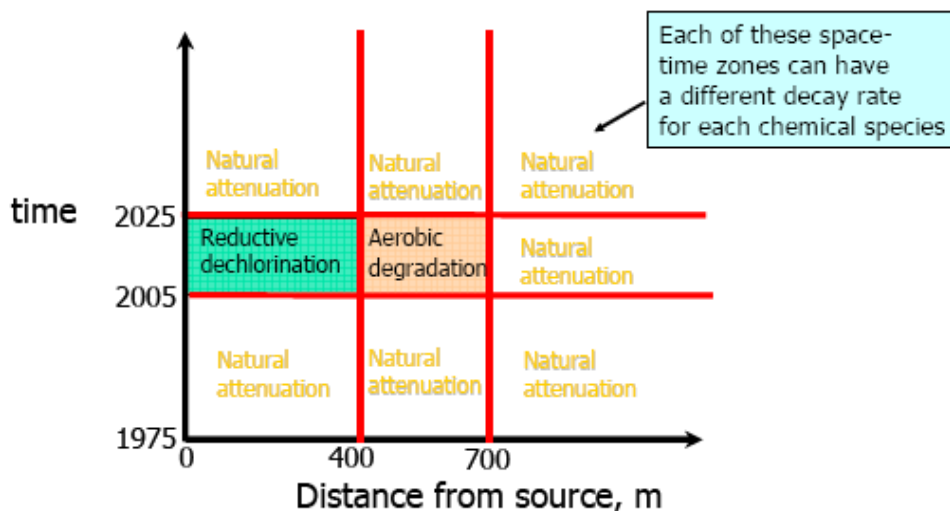 Each of these space-
time zones can have
a different decay rate
for each chemical species
Natural
attenuation
Natural
attenuation
Natural
attenuation
time
2025
Reductive
dechlorination
Aerobic
degradation
Natural
attenuation
2005
Natural
attenuation
Natural
attenuation
Natural
attenuation
1975
0
400
700
Distance from source, m